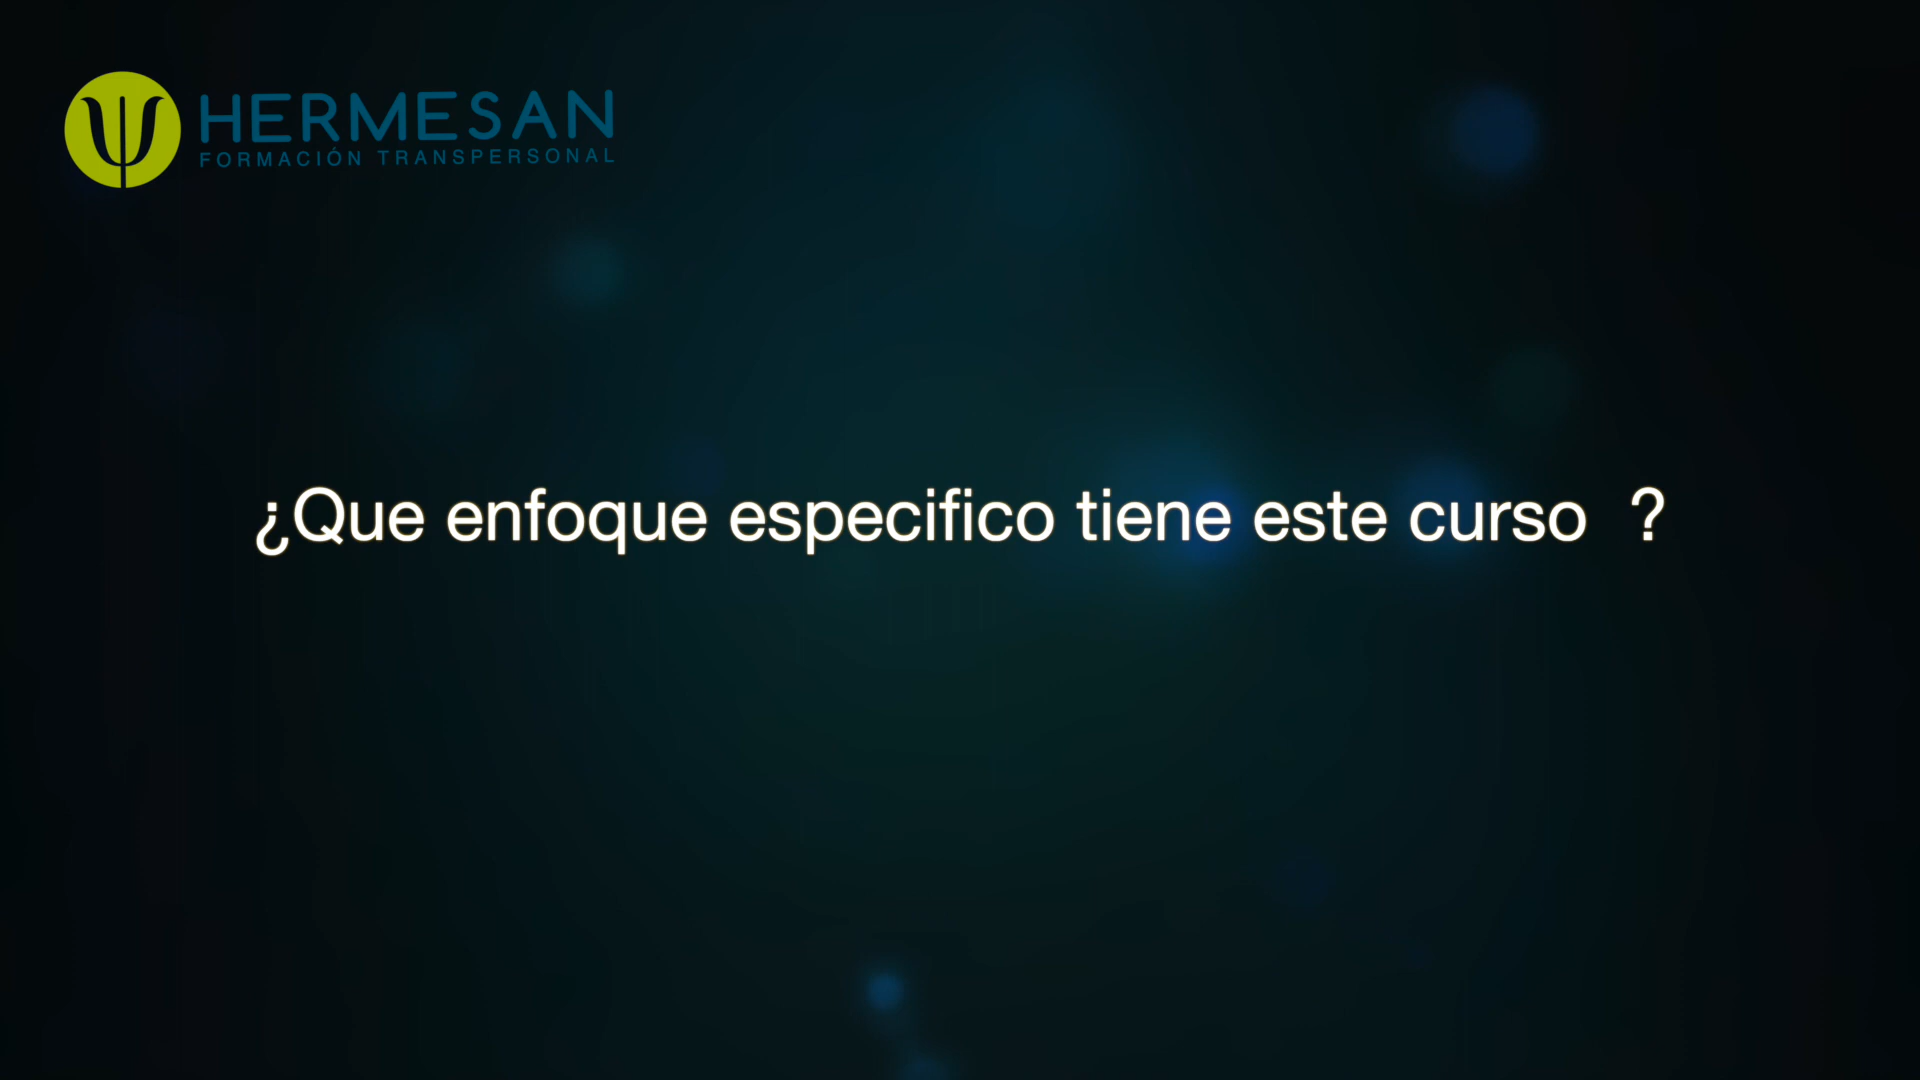 HERMESAN
FORMACIÓN TRANSPERSONAL
¿Que enfoque especifico tiene este curso  ?